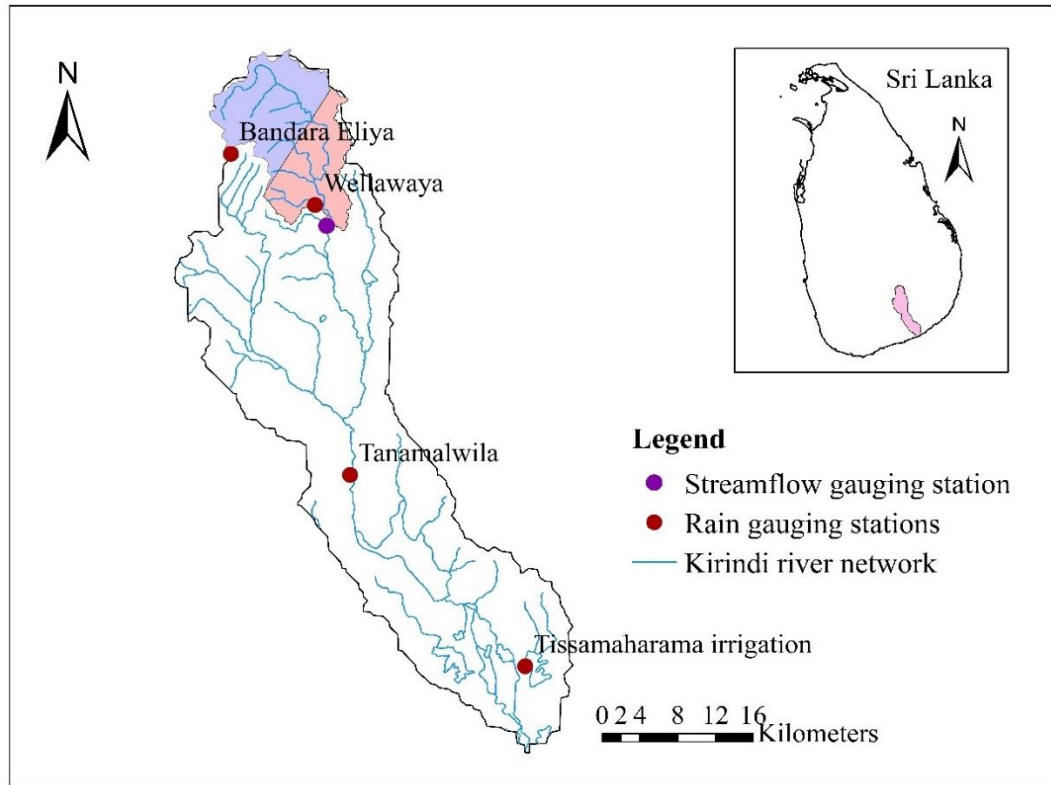 N
Sri Lanka
N
Bandara Eliya
Wellawaya
Tanamalwila
Legend
Streamflow gauging station
Rain gauging stations
Kirindi river network
Tissamaharama irrigation
0 2 4 8 12 16
Kilometers